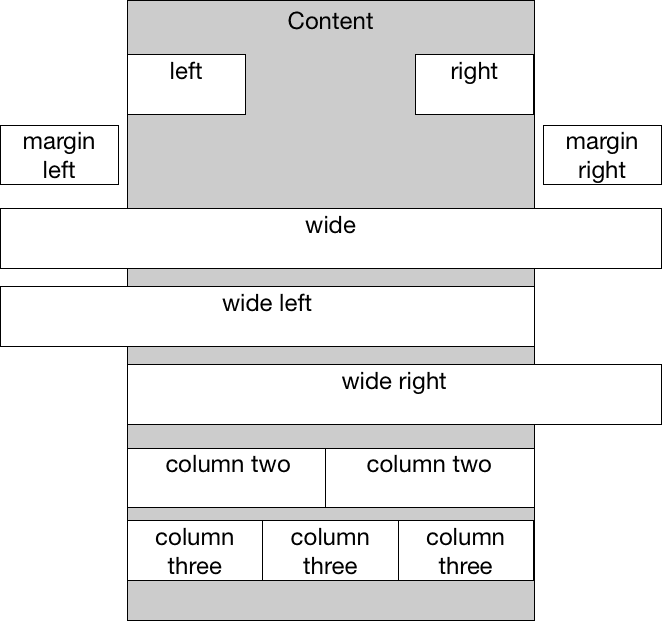 Content
left
right
margin
left
margin
right
wide
wide left
wide right
column two
column two
column
three
column
three
column
three